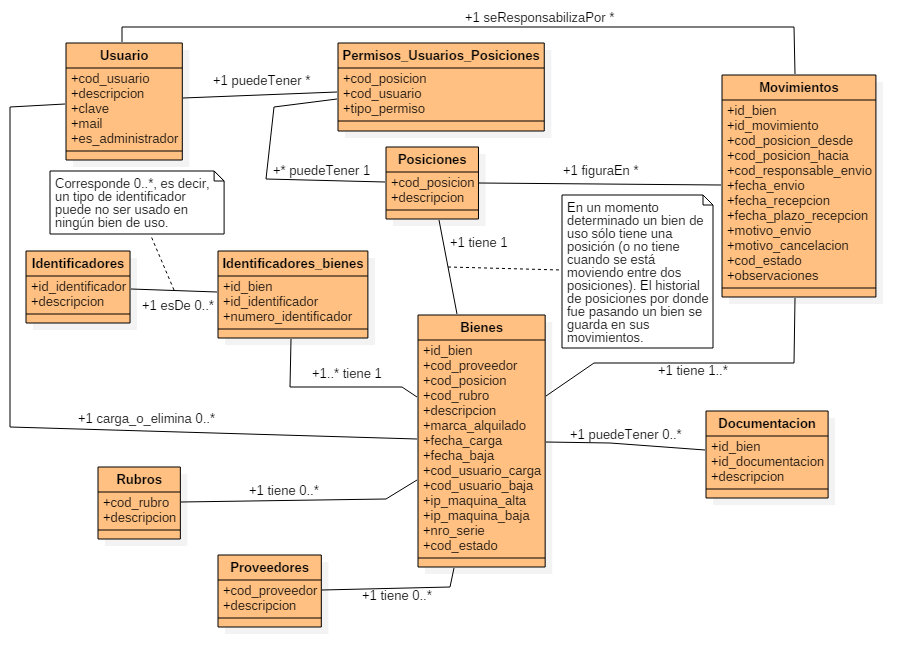 +1 seResponsabilizaPor *
Usuario
+cod_usuario
+descripcion
+clave
+mail
+es_administrador
+1 puedeTener *
Permisos_Usuarios_Posiciones
+cod_posicion
+cod_usuario
+tipo_permiso
Movimientos
+id_bien
+id_movimiento
+cod_posicion_desde
+cod_posicion_hacia
+cod_responsable_envio
+fecha_envio
+fecha_recepcion
+fecha_plazo_recepcion
+motivo_envio
+motivo_cancelacion
+cod_estado
+observaciones
+* puedeTener 1
Posiciones
+cod_posicion
+descripcion
+1 figuraEn *
Corresponde 0..*, es decir,
un tipo de identificador
puede no ser usado en
ningún bien de uso.
En un momento
determinado un bien de
uso sólo tiene una
posición (o no tiene
cuando se está
moviendo entre dos
posiciones). El historial
de posiciones por donde
fue pasando un bien se
guarda en sus
movimientos.
+1 tiene 1
Identificadores
+id_identificador
+descripcion
+1 esDe 0..*
Identificadores_bienes
+id_bien
+id_identificador
+numero_identificador
Bienes
+id_bien
+cod_proveedor
+cod_posicion
+cod_rubro
+descripcion
+marca_alquilado
+fecha_carga
+fecha_baja
+cod_usuario_carga
+cod_usuario_baja
+ip_maquina_alta
+ip_maquina_baja
+nro_serie
+cod_estado
+1..* tiene 1
+1 tiene 1..*
+1 carga_o_elimina 0..*
+1 puedeTener 0..*
Documentacion
+id_bien
+id_documentacion
+descripcion
Rubros
+cod_rubro
+descripcion
+1 tiene 0..*
Proveedores
+cod_proveedor
+descripcion
+1 tiene 0..*